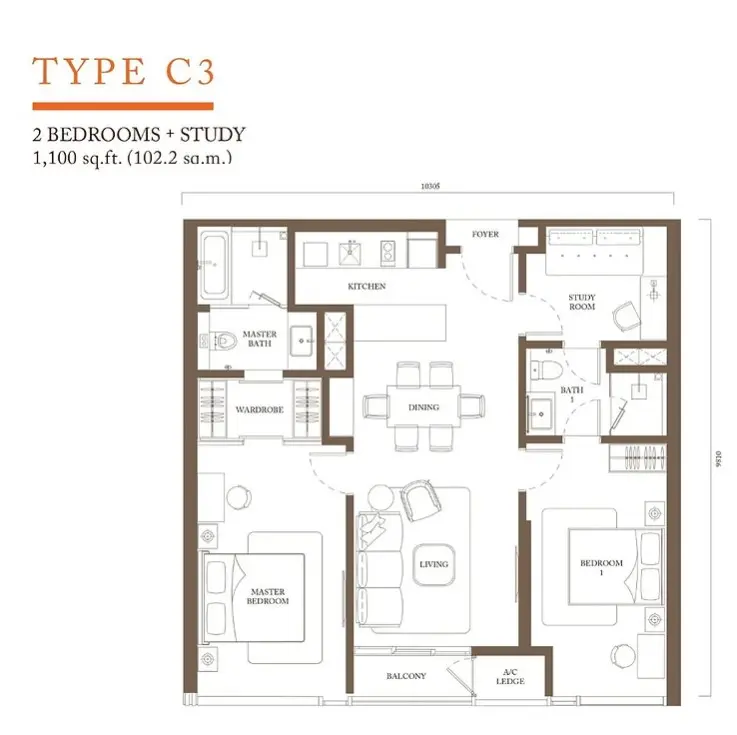 TYPE C3
2 BEDROOMS + STUDY
1,100 sq.ft. (102.2 sq.m.)
10305
FOYER
KITCHEN
STUDY
ROOM
MASTER
BATH
BATH
1
WARDROBE
DINING
9930
LIVING
BEDROOM
1
MASTER
BEDROOM
BALCONY
A/C
LEDGE